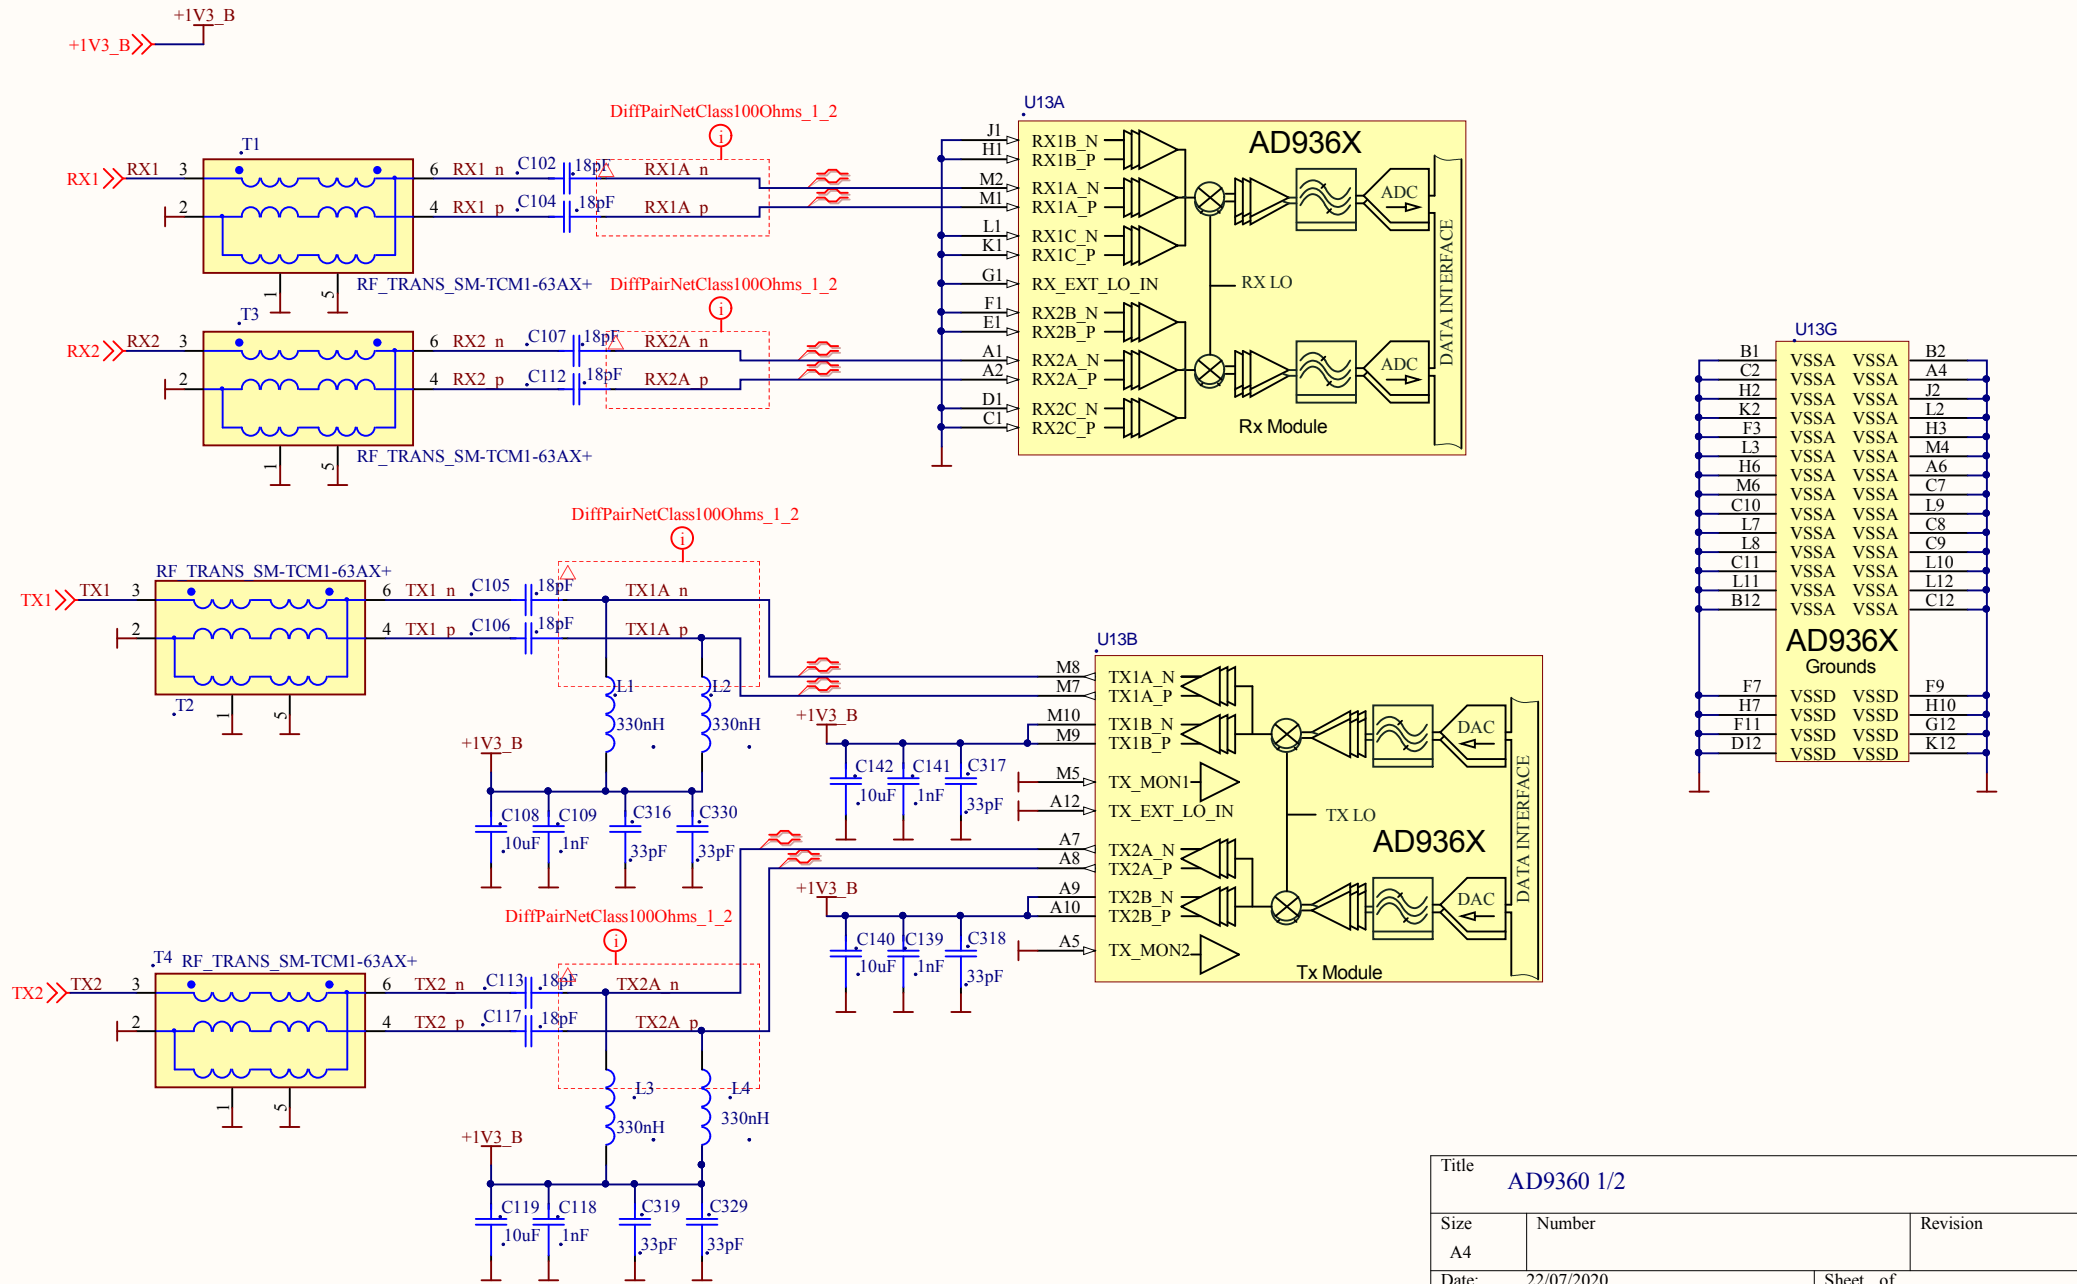 +1V3_B
+1V3_B
DiffPairNetClass100Ohms_1_2
T1
RX1 RX1 3 6 RX1_n C102 18pF RX1A_n
2 4 RX1_p C104 18pF RX1A_p
1 5 RF_TRANS_SM-TCM1-63AX+
DiffPairNetClass100Ohms_1_2
T3
RX2 RX2 3 6 RX2_n C107 18pF RX2A_n
2 4 RX2_p C112 18pF RX2A_p
1 5 RF_TRANS_SM-TCM1-63AX+
U13A
AD936X
J1 RX1B_N
H1 RX1B_P
M2 RX1A_N
M1 RX1A_P
L1 RX1C_N
K1 RX1C_P
G1 RX_EXT_LO_IN
F1 RX2B_N
E1 RX2B_P
A1 RX2A_N
A2 RX2A_P
D1 RX2C_N
C1 RX2C_P
ADC
RX LO
ADC
DATA INTERFACE
Rx Module
U13G
B1 VSSA VSSA B2
C2 VSSA VSSA A4
H2 VSSA VSSA J2
K2 VSSA VSSA L2
F3 VSSA VSSA H3
L3 VSSA VSSA M4
H6 VSSA VSSA A6
M6 VSSA VSSA C7
C10 VSSA VSSA L9
L7 VSSA VSSA C8
L8 VSSA VSSA C9
C11 VSSA VSSA L10
L11 VSSA VSSA L12
B12 VSSA VSSA C12
AD936X
Grounds
F7 VSSD VSSD F9
H7 VSSD VSSD H10
F11 VSSD VSSD G12
D12 VSSD VSSD K12
DiffPairNetClass100Ohms_1_2
RF_TRANS_SM-TCM1-63AX+
TX1 TX1 3 6 TX1_n C105 18pF TX1A_n
2 4 TX1_p C106 18pF TX1A_p
T2 1 5
L1 L2
330nH 330nH
+1V3_B
C108 C109 C316 C330
10uF 1nF 33pF 33pF
+1V3_B
C142 C141 C317
10uF 1nF 33pF
+1V3_B
C140 C139 C318
10uF 1nF 33pF
U13B
M8 TX1A_N
M7 TX1A_P
M10 TX1B_N
M9 TX1B_P
M5 TX_MON1
A12 TX_EXT_LO_IN
A7 TX2A_N
A8 TX2A_P
A9 TX2B_N
A10 TX2B_P
A5 TX_MON2
DAC
TX LO
AD936X
DAC
DATA INTERFACE
Tx Module
DiffPairNetClass100Ohms_1_2
T4 RF_TRANS_SM-TCM1-63AX+
TX2 TX2 3 6 TX2_n C113 18pF TX2A_n
2 4 TX2_p C117 18pF TX2A_p
1 5
L3 L4
330nH 330nH
+1V3_B
C119 C118 C319 C329
10uF 1nF 33pF 33pF
Title
AD9360 1/2
Size Number Revision
A4
Date: 22/07/2020 Sheet of